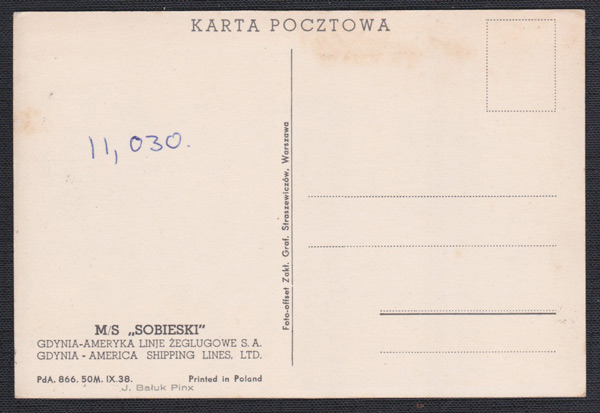 KARTA POCZTOWA
11,030.
Foto-offset Zakł. Graf. Straszewiczów, Warszawa
M/S „SOBIESKI"
GDYNIA-AMERYKA LINJE ŻEGLUGOWE S. A.
GDYNIA - AMERICA SHIPPING LINES, LTD.
PdA. 866. 50M. IX. 38. Printed in Poland
J. Bałuk Pinx